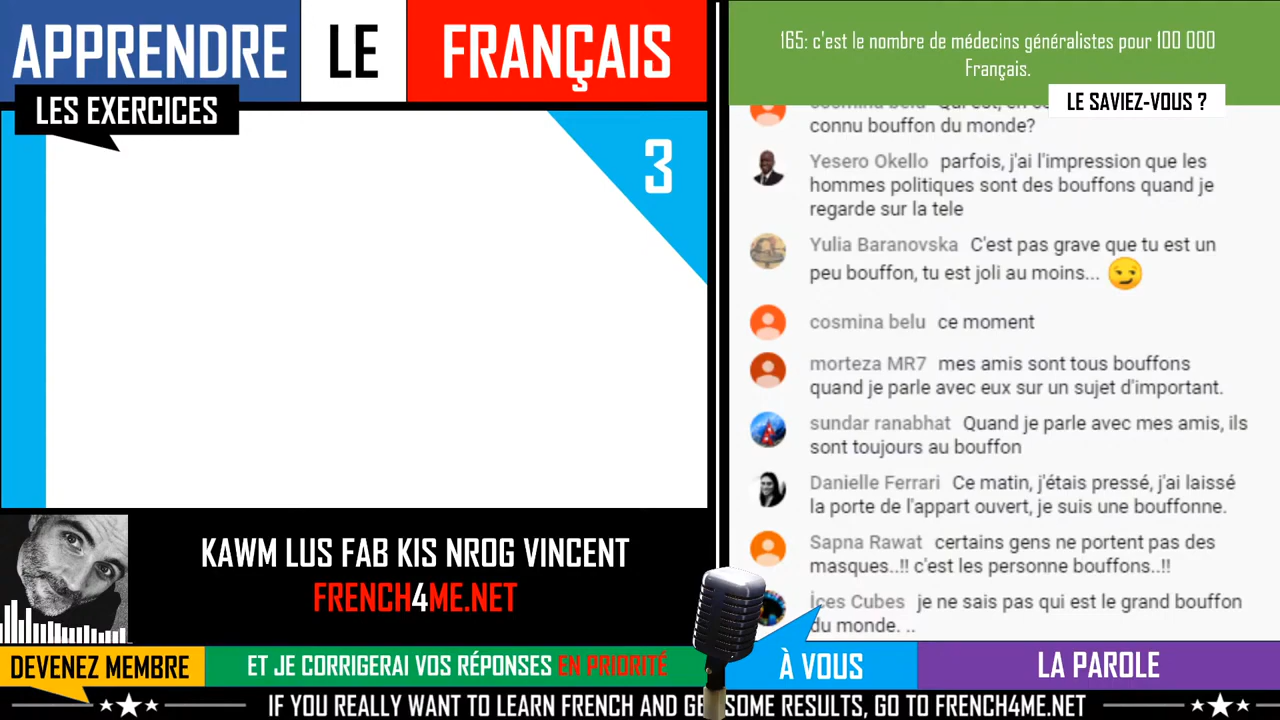 APPRENDRE LE FRANÇAIS
LES EXERCICES
3
KAWM LUS FAB KIS NROG VINCENT
FRENCH4ME.NET
DEVENEZ MEMBRE
ET JE CORRIGERAI VOS RÉPONSES EN PRIORITÉ
165: c'est le nombre de médecins généralistes pour 100 000
Français.
LE SAVIEZ-VOUS ?
connu bouffon du monde?
Yesero Okello parfois, j'ai l'impression que les
hommes politiques sont des bouffons quand je
regarde sur la tele
Yulia Baranovska C'est pas grave que tu est un
peu bouffon, tu est joli au moins... 😏
cosmina belu ce moment
morteza MR7 mes amis sont tous bouffons
quand je parle avec eux sur un sujet d'important.
sundar ranabhat Quand je parle avec mes amis, ils
sont toujours au bouffon
Danielle Ferrari Ce matin, j'étais pressé, j'ai laissé
la porte de l'appart ouvert, je suis une bouffonne.
Sapna Rawat certains gens ne portent pas des
masques..!! c'est les personne bouffons..!!
İces Cubes je ne sais pas qui est le grand bouffon
du monde. ..
À VOUS
LA PAROLE
IF YOU REALLY WANT TO LEARN FRENCH AND GET SOME RESULTS, GO TO FRENCH4ME.NET